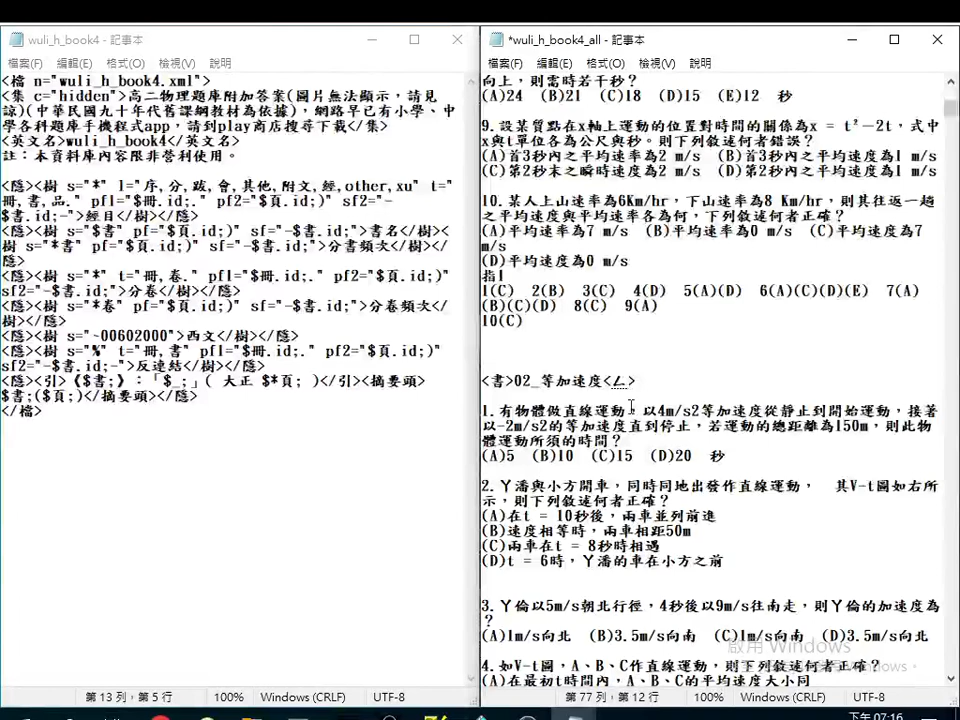 wuli_h_book4 - 記事本
檔案(F) 編輯(E) 格式(O) 檢視(V) 說明
<檔 n="wuli_h_book4.xml">
<集 c="hidden">高二物理題庫附加答案(圖片無法顯示，請見
諒)(中華民國九十年代舊課綱教材為依據)，網路早已有小學、中
學各科題庫手機程式app，請到play商店搜尋下載</集>
<英文名>wuli_h_book4</英文名>
註：本資料庫內容限非營利使用。
<隱><樹 s="*" l="序,分,跋,會,其他,附文,經,other,xu" t="
冊,書,品." pf1="$冊.id;." pf2="$頁.id;)" sf2="~
$書.id;~">經目</樹></隱>
<隱><樹 s="$書" pf="$頁.id;)" sf="~$書.id;~">書名</樹><
樹 s="*書" pf="$頁.id;)" sf="~$書.id;~">分書頻次</樹></
隱>
<隱><樹 s="*" t="冊,卷." pf1="$冊.id;." pf2="$頁.id;)"
sf2="~$書.id;~">分卷</樹></隱>
<隱><樹 s="*卷" pf="$頁.id;)" sf="~$書.id;~">分卷頻次</
樹></隱>
<隱><樹 s="~00602000">西文</樹></隱>
<隱><樹 s="%" t="冊,書" pf1="$冊.id;." pf2="$頁.id;)"
sf2="~$書.id;~">反連結</樹></隱>
<隱><引>《$書;》：「$_;」( 大正 $*頁; )</引><摘要頭>
$書;($頁;)</摘要頭></隱>
</檔>
第 13 列，第 5 行 100% Windows (CRLF) UTF-8
*wuli_h_book4_all - 記事本
檔案(F) 編輯(E) 格式(O) 檢視(V) 說明
向上，則需時若干秒？
(A)24 (B)21 (C)18 (D)15 (E)12 秒
9.設某質點在x軸上運動的位置對時間的關係為x = t²-2t，式中
x與t單位各為公尺與秒。則下列敘述何者錯誤？
(A)首3秒內之平均速率為2 m/s (B)首3秒內之平均速度為1 m/s
(C)第2秒末之瞬時速度為2 m/s (D)第2秒內之平均速度為1 m/s
10.某人上山速率為6Km/hr，下山速率為8 Km/hr，則其往返一趟
之平均速度與平均速率各為何，下列敘述何者正確？
(A)平均速率為7 m/s (B)平均速率為0 m/s (C)平均速度為7
m/s
(D)平均速度為0 m/s
指1
1(C) 2(B) 3(C) 4(D) 5(A)(D) 6(A)(C)(D)(E) 7(A)
(B)(C)(D) 8(C) 9(A)
10(C)
<書>02_等加速度<ㄥ>
1.有物體做直線運動，以4m/s2等加速度從靜止到開始運動，接著
以-2m/s2的等加速度直到停止，若運動的總距離為150m，則此物
體運動所須的時間？
(A)5 (B)10 (C)15 (D)20 秒
2.ㄚ潘與小方開車，同時同地出發作直線運動， 其V-t圖如右所
示，則下列敘述何者正確？
(A)在t = 10秒後，兩車並列前進
(B)速度相等時，兩車相距50m
(C)兩車在t = 8秒時相遇
(D)t = 6時，ㄚ潘的車在小方之前
3.ㄚ倫以5m/s朝北行徑，4秒後以9m/s往南走，則ㄚ倫的加速度為
？
(A)1m/s向北 (B)3.5m/s向南 (C)1m/s向南 (D)3.5m/s向北
4.如V-t圖，A、B、C作直線運動，則下列敘述何者正確？
(A)在最初t時間內，A、B、C的平均速度大小同
啟用 Windows
第 77 列，第 12 行 100% Windows (CRLF) UTF-8
下午 07:16